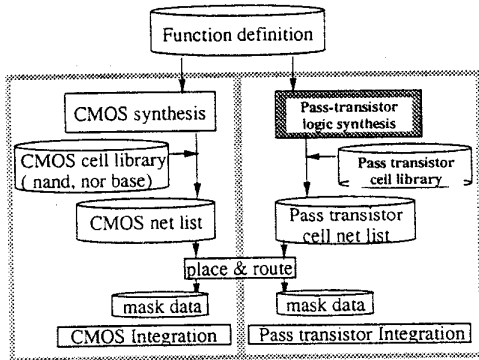 Function definition
CMOS synthesis
Pass-transistor
logic synthesis
CMOS cell library
( nand, nor base)
Pass transistor
cell library
CMOS net list
Pass transistor
cell net list
place & route
mask data
mask data
CMOS Integration
Pass transistor Integration